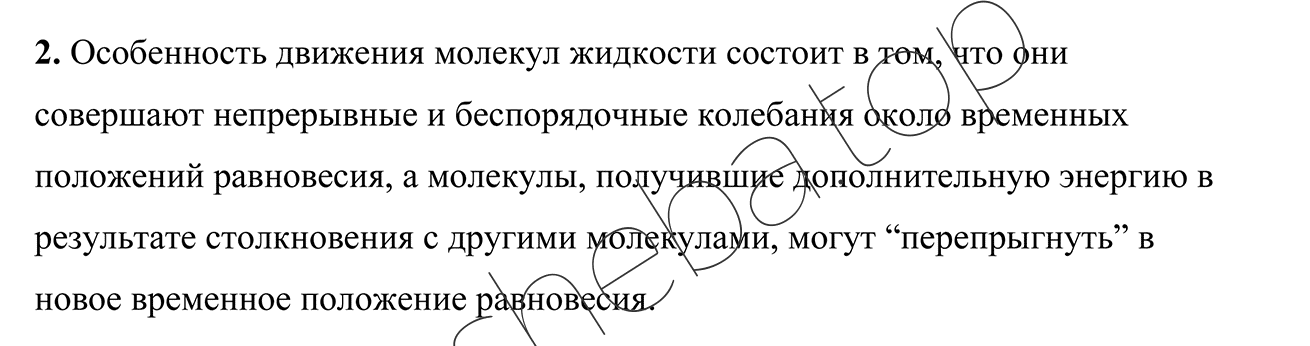 2. Особенность движения молекул жидкости состоит в том, что они
совершают непрерывные и беспорядочные колебания около временных
положений равновесия, а молекулы, получившие дополнительную энергию в
результате столкновения с другими молекулами, могут “перепрыгнуть” в
новое временное положение равновесия.